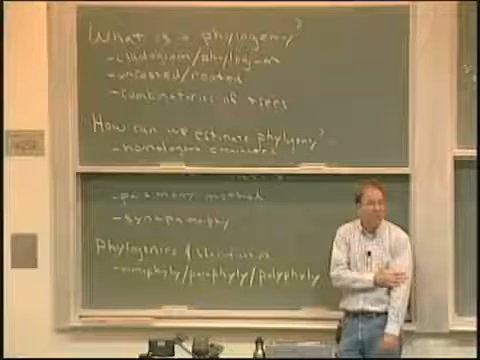 What is a phylogeny?
-cladogram/phylogram
-unrooted/rooted
-combinatorics of trees
How can we estimate phylogeny?
-homologous characters
-parsimony method
-synapomorphy
Phylogenies & classification
-monophyly/paraphyly/polyphyly